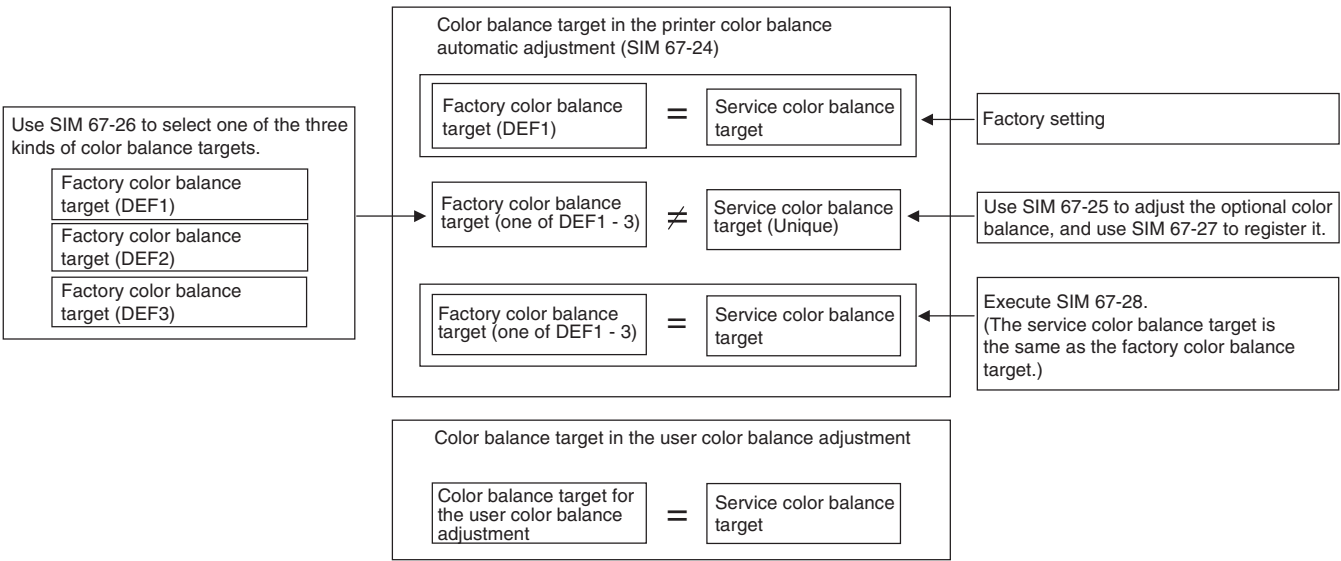 Color balance target in the printer color balance
automatic adjustment (SIM 67-24)
Use SIM 67-26 to select one of the three
kinds of color balance targets.
Factory color balance
target (DEF1)
Factory color balance
target (DEF2)
Factory color balance
target (DEF3)
Factory color balance
target (DEF1)
=
Service color balance
target
Factory setting
Factory color balance
target (one of DEF1 - 3)
≠
Service color balance
target (Unique)
Use SIM 67-25 to adjust the optional color
balance, and use SIM 67-27 to register it.
Factory color balance
target (one of DEF1 - 3)
=
Service color balance
target
Execute SIM 67-28.
(The service color balance target is
the same as the factory color balance
target.)
Color balance target in the user color balance adjustment
Color balance target for
the user color balance
adjustment
=
Service color balance
target